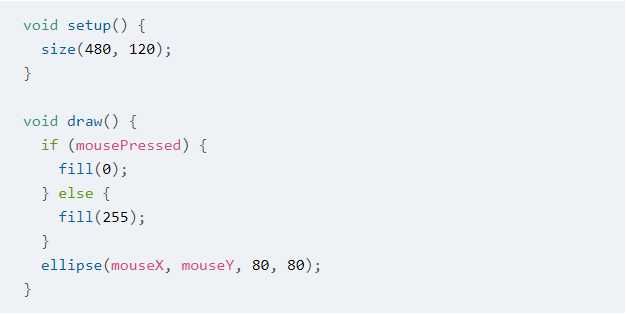 void setup() {
  size(480, 120);
}

void draw() {
  if (mousePressed) {
    fill(0);
  } else {
    fill(255);
  }
  ellipse(mouseX, mouseY, 80, 80);
}